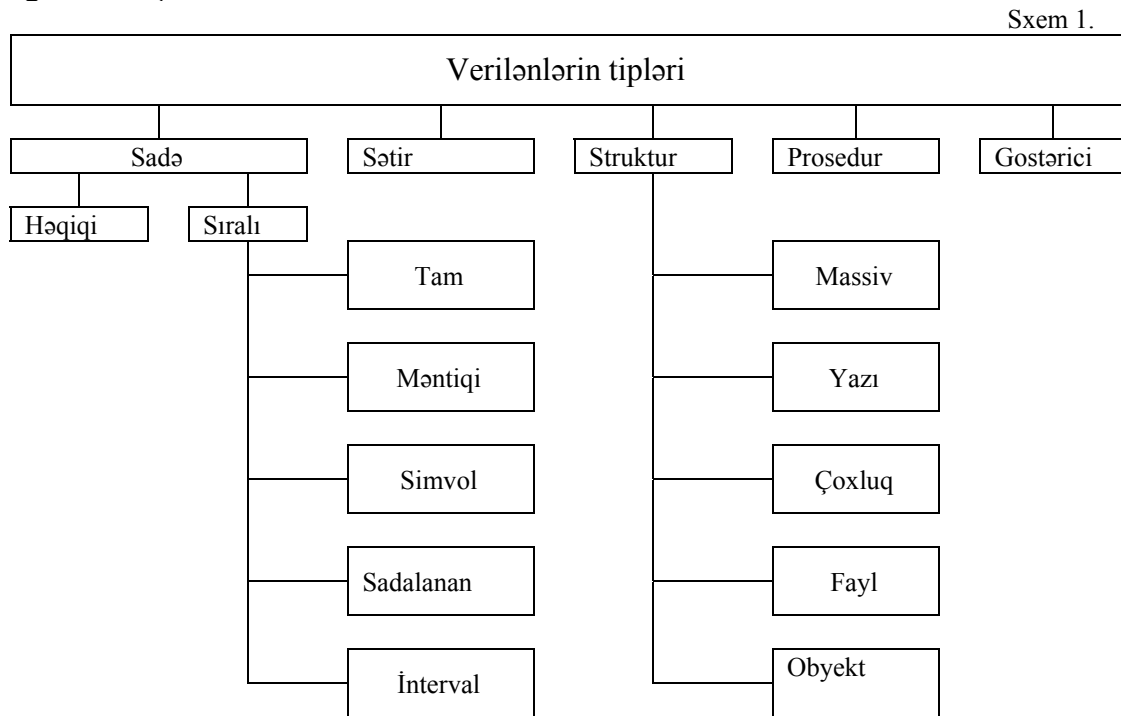 Sxem 1.
Verilənlərin tipləri
Sadə Sətir Struktur Prosedur Gostərici
Həqiqi Sıralı
Tam Massiv
Məntiqi Yazı
Simvol Çoxluq
Sadalanan Fayl
İnterval Obyekt